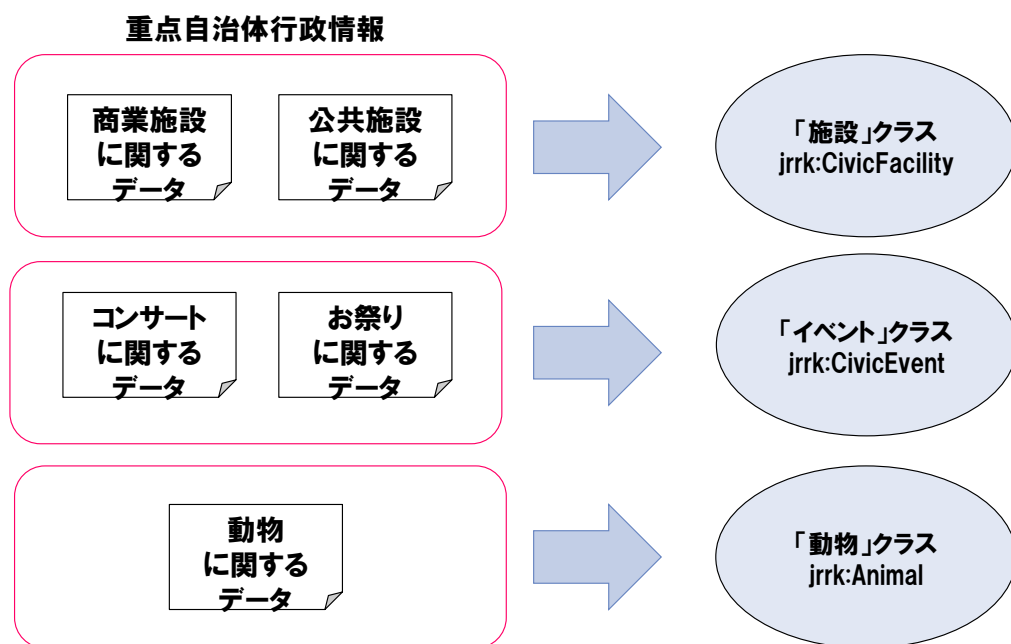 重点自治体行政情報
商業施設
に関する
データ
公共施設
に関する
データ
「施設」クラス
jrrk:CivicFacility
コンサート
に関する
データ
お祭り
に関する
データ
「イベント」クラス
jrrk:CivicEvent
動物
に関する
データ
「動物」クラス
jrrk:Animal